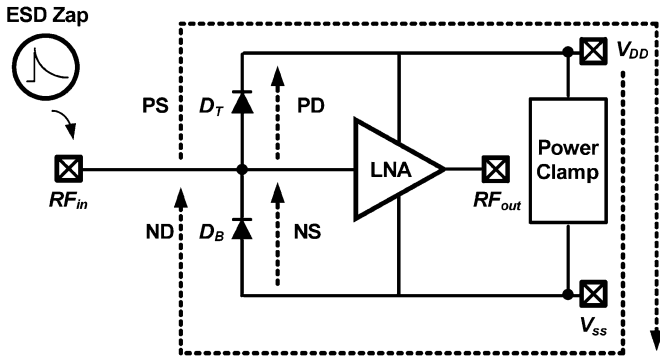 ESD Zap
V_DD
PS
D_T
PD
LNA
Power
Clamp
RF_in
RF_out
ND
D_B
NS
V_ss